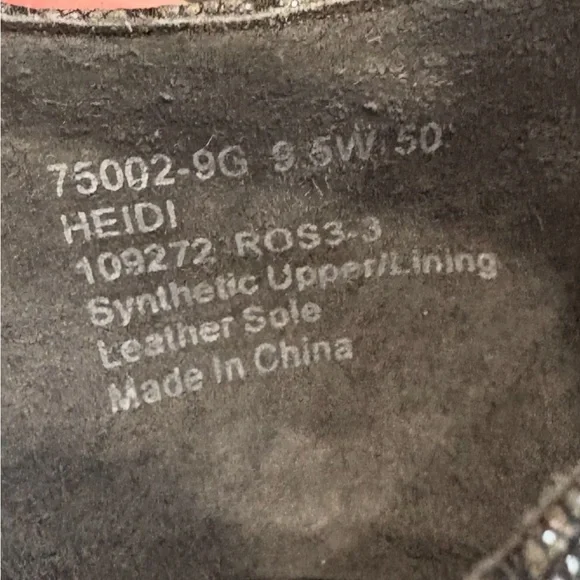 75002-9G 9.5W 50
HEIDI
109272 ROS3-3
Synthetic Upper/Lining
Leather Sole
Made In China